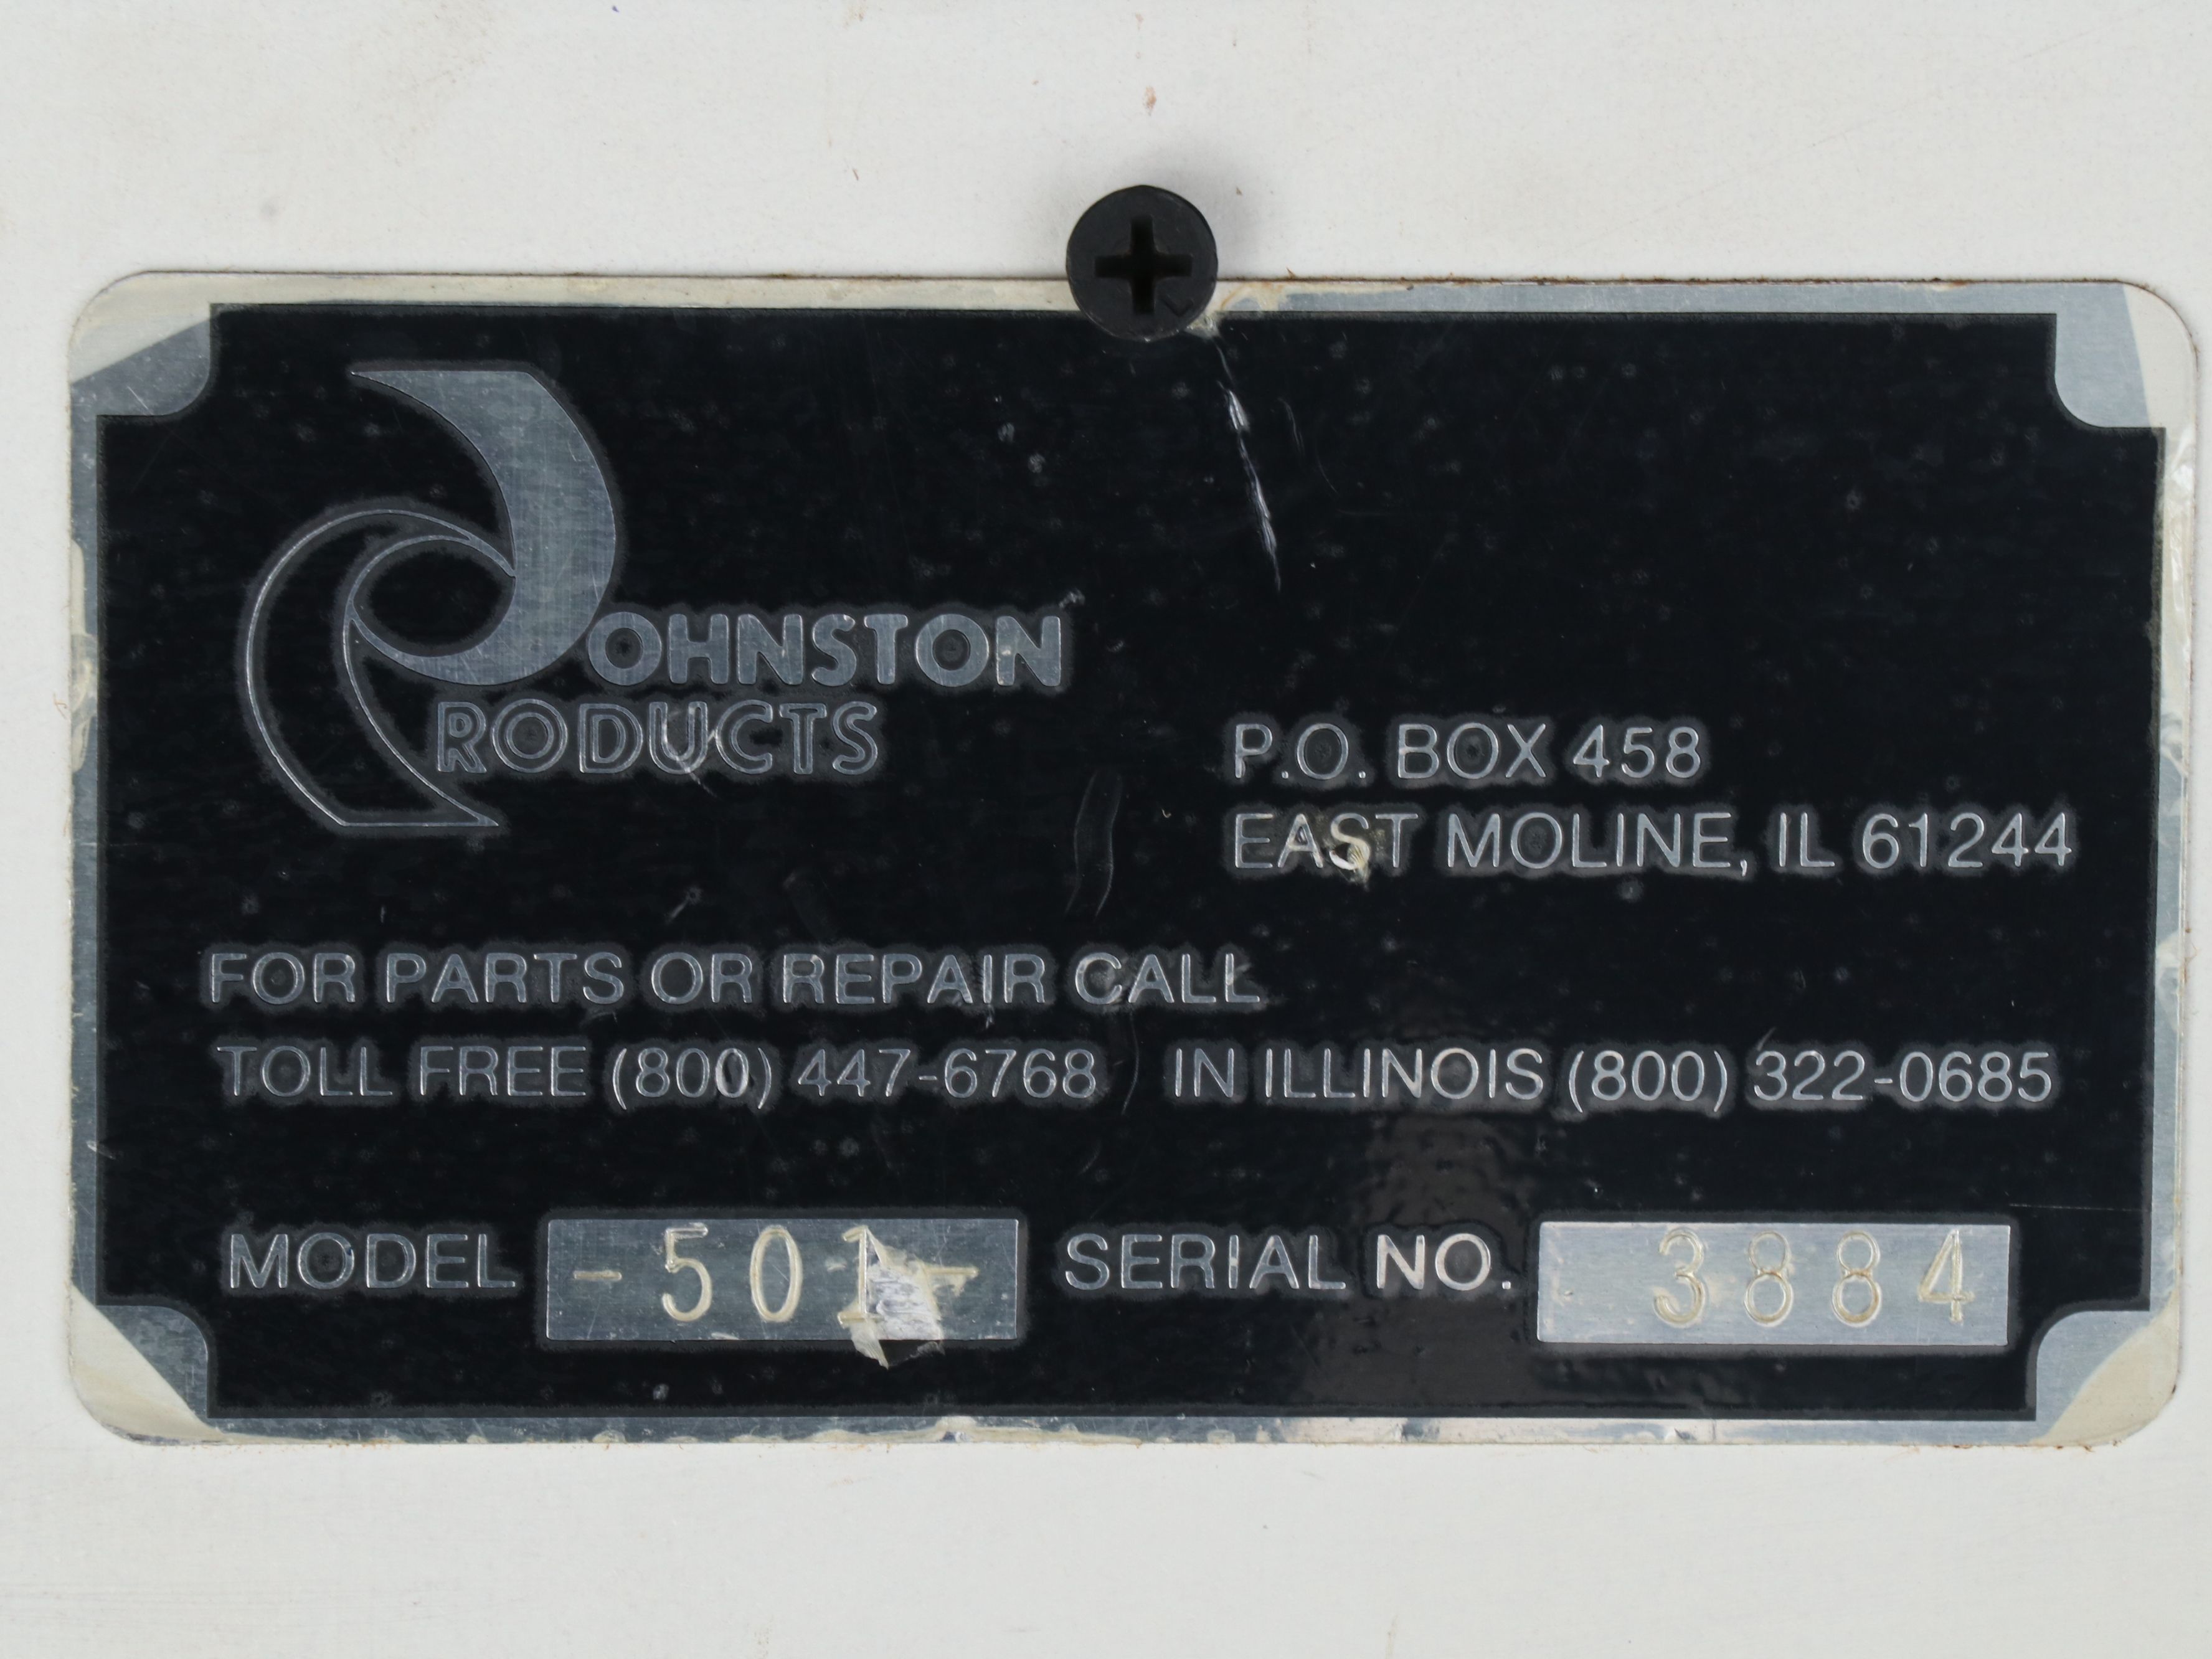 JOHNSTON
PRODUCTS
P.O. BOX 458
EAST MOLINE, IL 61244
FOR PARTS OR REPAIR CALL
TOLL FREE (800) 447-6768 IN ILLINOIS (800) 322-0685
MODEL -501- SERIAL NO. 3884